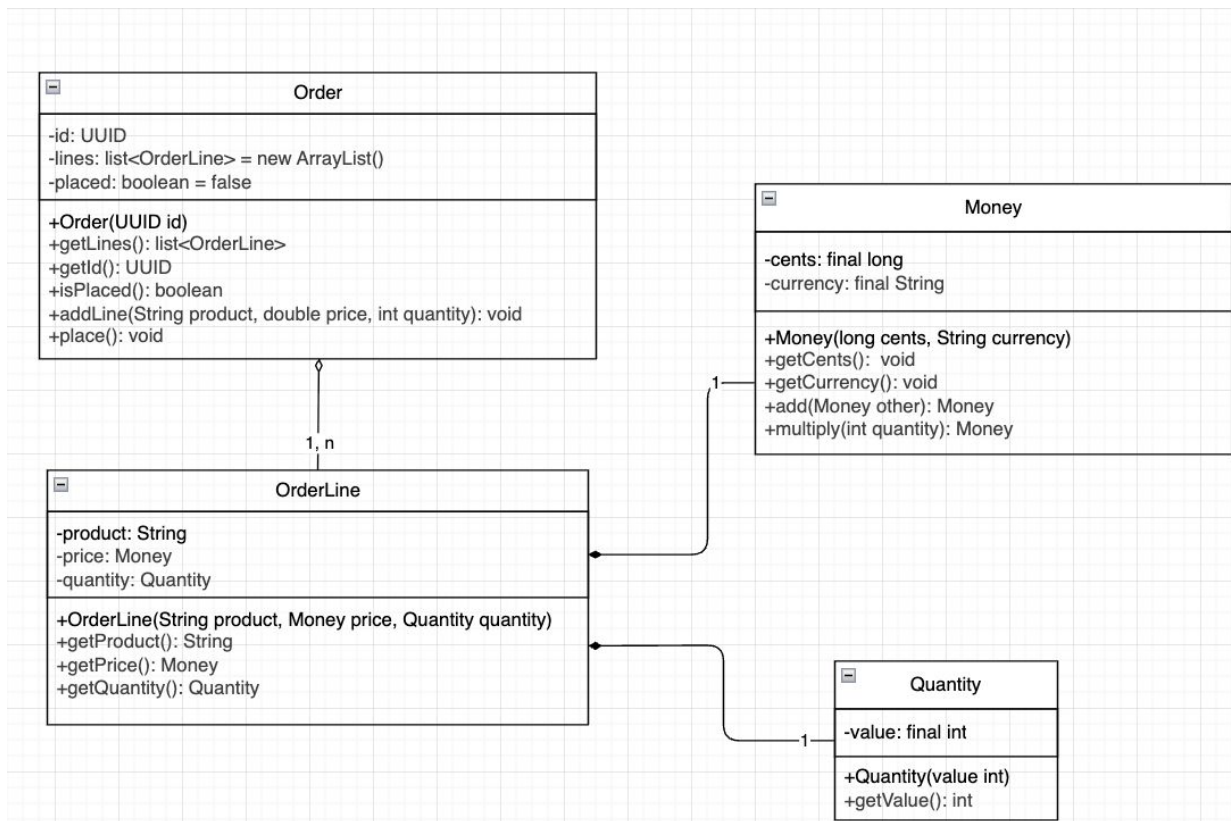 Order
-id: UUID
-lines: list<OrderLine> = new ArrayList()
-placed: boolean = false
+Order(UUID id)
+getLines(): list<OrderLine>
+getId(): UUID
+isPlaced(): boolean
+addLine(String product, double price, int quantity): void
+place(): void
1, n
OrderLine
-product: String
-price: Money
-quantity: Quantity
+OrderLine(String product, Money price, Quantity quantity)
+getProduct(): String
+getPrice(): Money
+getQuantity(): Quantity
Money
-cents: final long
-currency: final String
+Money(long cents, String currency)
+getCents():  void
+getCurrency(): void
+add(Money other): Money
+multiply(int quantity): Money
1
Quantity
-value: final int
+Quantity(value int)
+getValue(): int
1